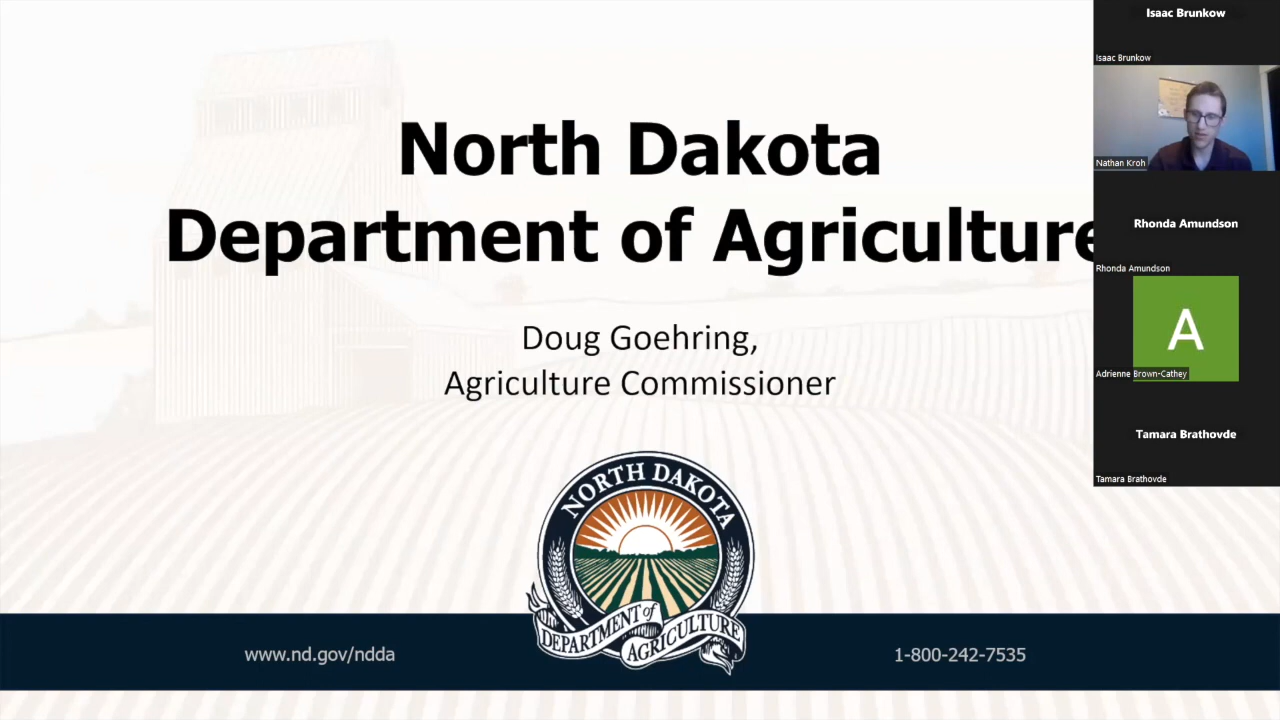 North Dakota
Department of Agriculture
Doug Goehring,
Agriculture Commissioner
NORTH DAKOTA
DEPARTMENT of
AGRICULTURE
www.nd.gov/ndda
1-800-242-7535
Isaac Brunkow
Isaac Brunkow
Nathan Kroh
Rhonda Amundson
Rhonda Amundson
A
Adrienne Brown-Cathey
Tamara Brathovde
Tamara Brathovde